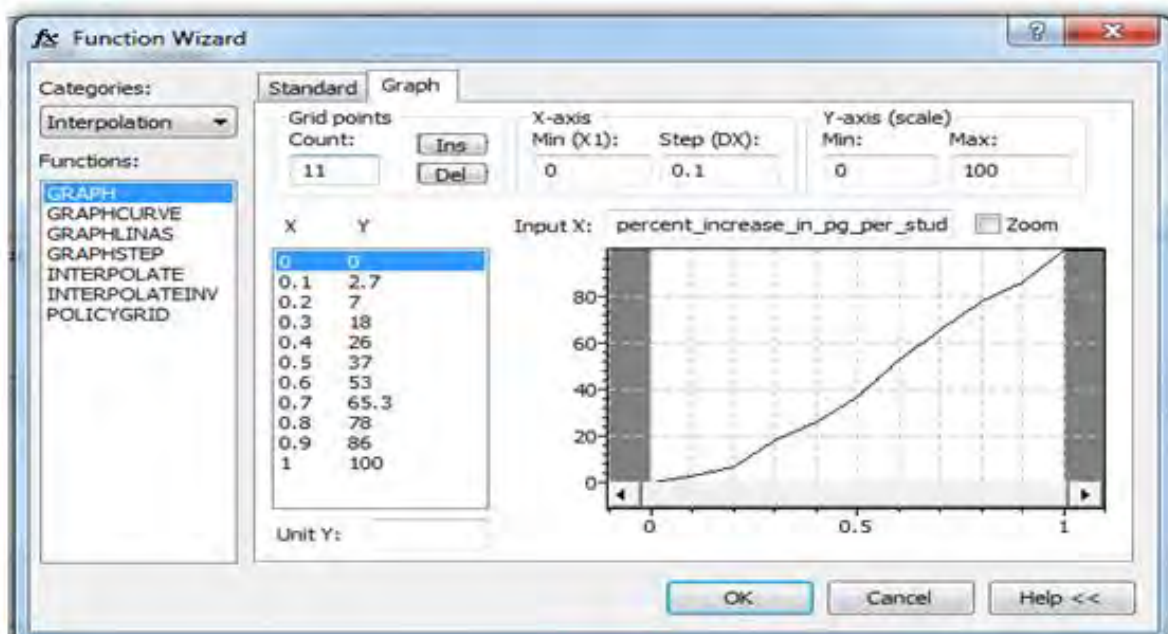 fx Function Wizard
Categories:
Interpolation
Functions:
GRAPH
GRAPHCURVE
GRAPHLINAS
GRAPHSTEP
INTERPOLATE
INTERPOLATEINV
POLICYGRID
Standard Graph
Grid points
Count:
11
Ins
Del
X-axis
Min (X1): Step (DX):
0 0.1
Y-axis (scale)
Min: Max:
0 100
X Y
0 0
0.1 2.7
0.2 7
0.3 18
0.4 26
0.5 37
0.6 53
0.7 65.3
0.8 78
0.9 86
1 100
Unit Y:
Input X: percent_increase_in_pg_per_stud Zoom
80
60
40
20
0
0 0.5 1
OK Cancel Help <<